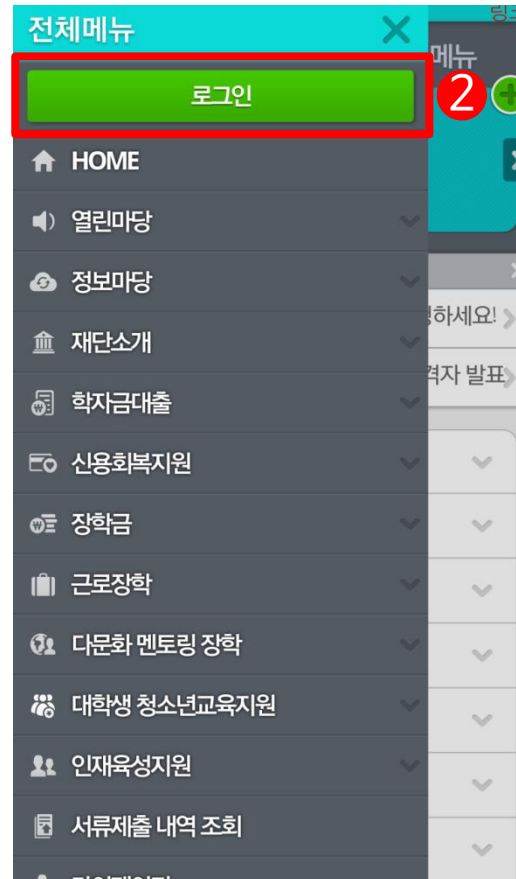 전체메뉴
메뉴
로그인
2
HOME
열린마당
정보마당
하세요!
재단소개
격자 발표
학자금대출
신용회복지원
장학금
근로장학
다문화 멘토링 장학
대학생 청소년교육지원
인재육성지원
서류제출 내역 조회